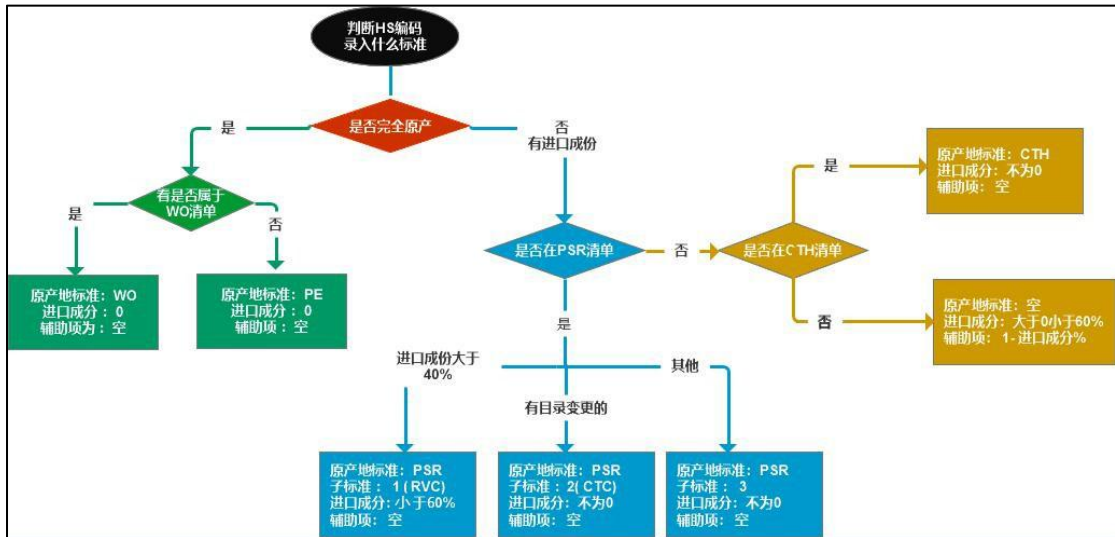 判断HS编码
录入什么标准
是否完全原产
是
否
有进口成份
看是否属于
WO清单
是
否
原产地标准：WO
进口成分：0
辅助项为：空
原产地标准：PE
进口成分：0
辅助项：空
是否在PSR清单
否
是否在CTH清单
是
原产地标准：CTH
进口成分：不为0
辅助项：空
否
原产地标准：空
进口成分：大于0小于60%
辅助项：1-进口成分%
是
进口成份大于
40%
有目录变更的
其他
原产地标准：PSR
子标准：1（RVC）
进口成分：小于60%
辅助项：空
原产地标准：PSR
子标准：2(CTC)
进口成分：不为0
辅助项：空
原产地标准：PSR
子标准：3
进口成分：不为0
辅助项：空